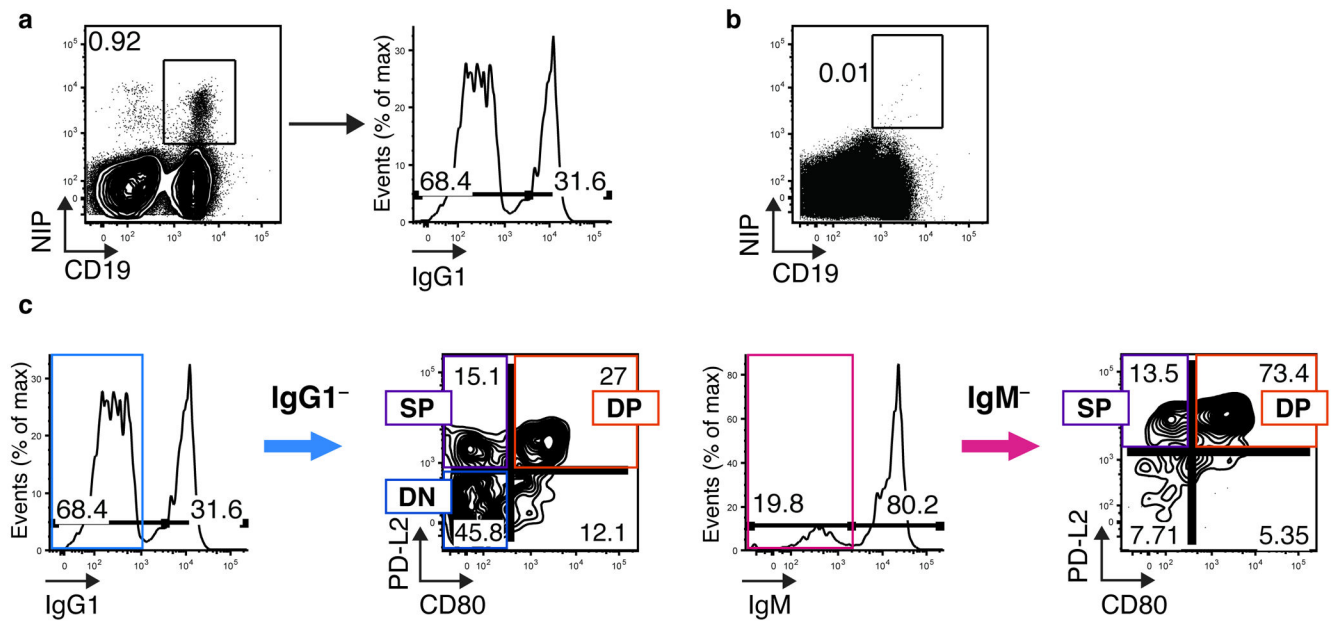 a
0.92
10⁵
10⁴
10³
10²
0
0 10² 10³ 10⁴ 10⁵
NIP
CD19
Events (% of max)
30
20
10
0
68.4 31.6
0 10² 10³ 10⁴ 10⁵
IgG1
b
0.01
10⁵
10⁴
10³
10²
0
0 10² 10³ 10⁴ 10⁵
NIP
CD19
c
Events (% of max)
30
20
10
0
68.4 31.6
0 10² 10³ 10⁴ 10⁵
IgG1
IgG1⁻
10⁵
10³
0
15.1 27
SP DP
DN
45.8 12.1
0 10² 10³ 10⁴ 10⁵
PD-L2
CD80
Events (% of max)
80
60
40
20
0
19.8 80.2
0 10² 10³ 10⁴ 10⁵
IgM
IgM⁻
10⁵
10³
10²
0
13.5 73.4
SP DP
7.71 5.35
0 10² 10³ 10⁴ 10⁵
PD-L2
CD80